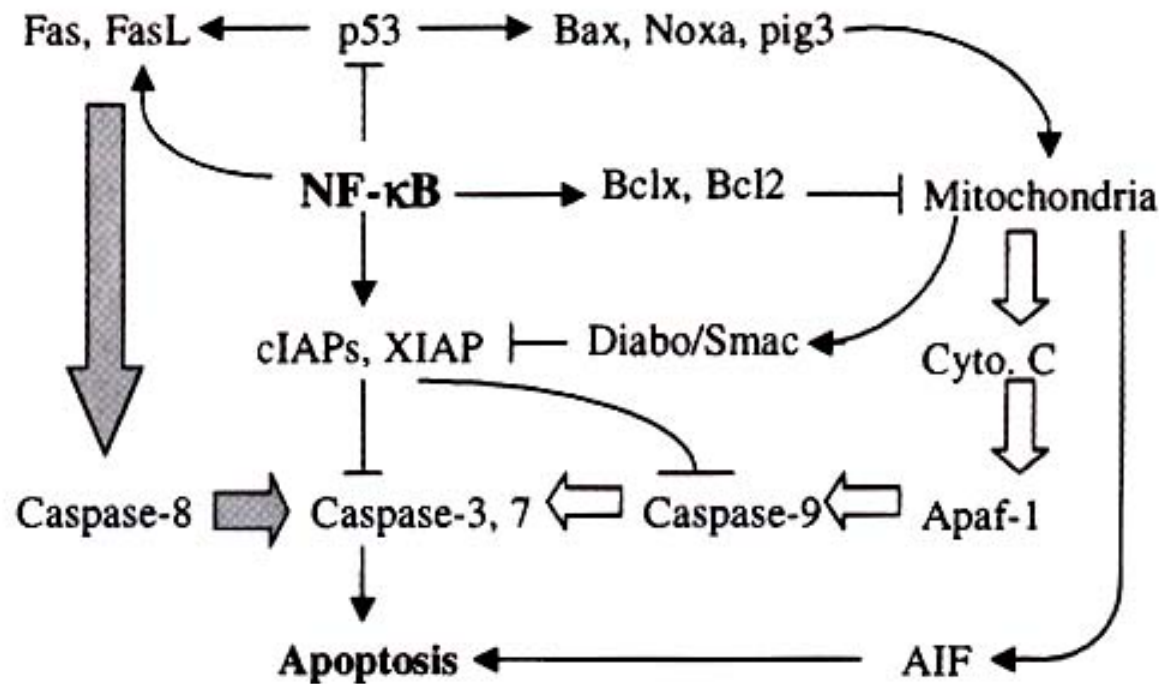 Fas, FasL p53 Bax, Noxa, pig3
NF-κB Bclx, Bcl2 Mitochondria
cIAPs, XIAP Diabo/Smac Cyto. C
Caspase-8 Caspase-3, 7 Caspase-9 Apaf-1
Apoptosis AIF